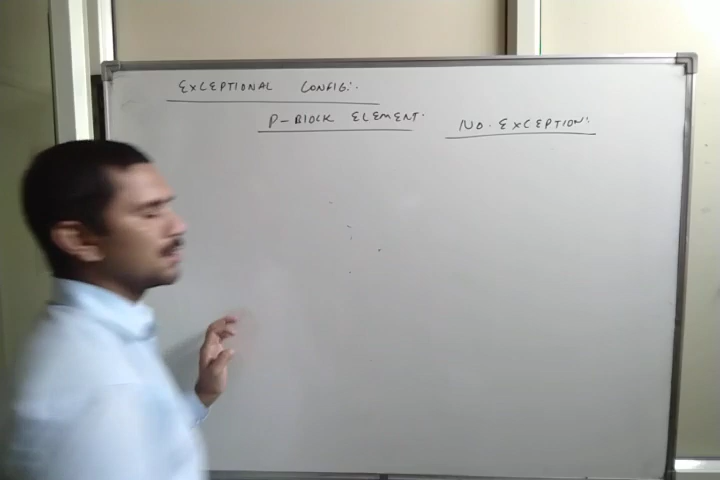 EXCEPTIONAL CONFIG:.
P-BLOCK ELEMENT.
NO. EXCEPTION: